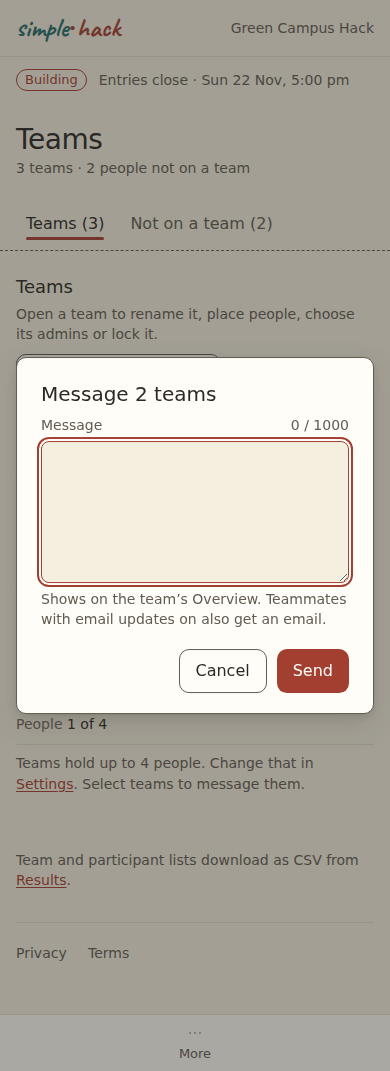 simple·hack
Green Campus Hack
Building
Entries close · Sun 22 Nov, 5:00 pm
Teams
3 teams · 2 people not on a team
Teams (3)
Not on a team (2)
Teams
Open a team to rename it, place people, choose
its admins or lock it.
Message 2 teams
Message
0 / 1000
Shows on the team’s Overview. Teammates
with email updates on also get an email.
Cancel
Send
People 1 of 4
Teams hold up to 4 people. Change that in
Settings. Select teams to message them.
Team and participant lists download as CSV from
Results.
Privacy
Terms
...
More